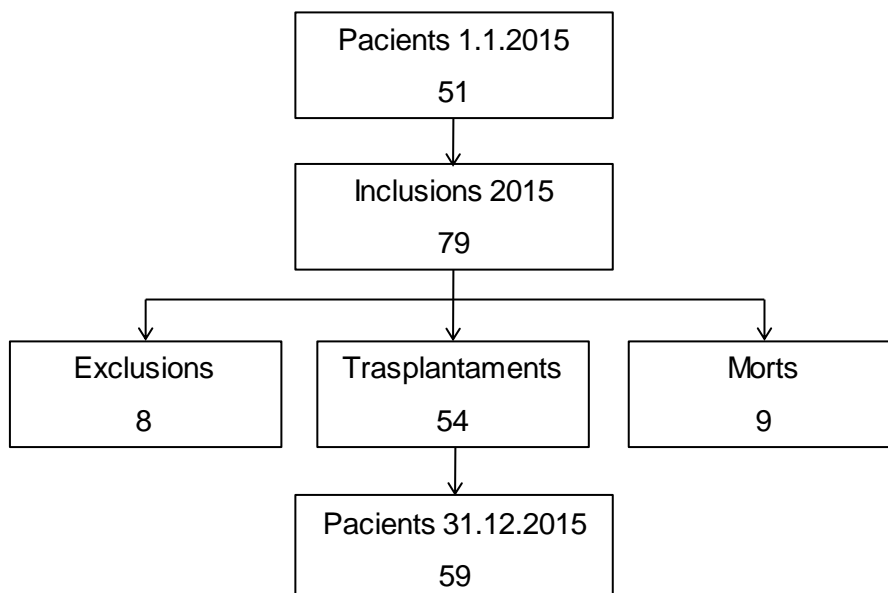 Pacients 1.1.2015
51
Inclusions 2015
79
Exclusions
8
Trasplantaments
54
Morts
9
Pacients 31.12.2015
59